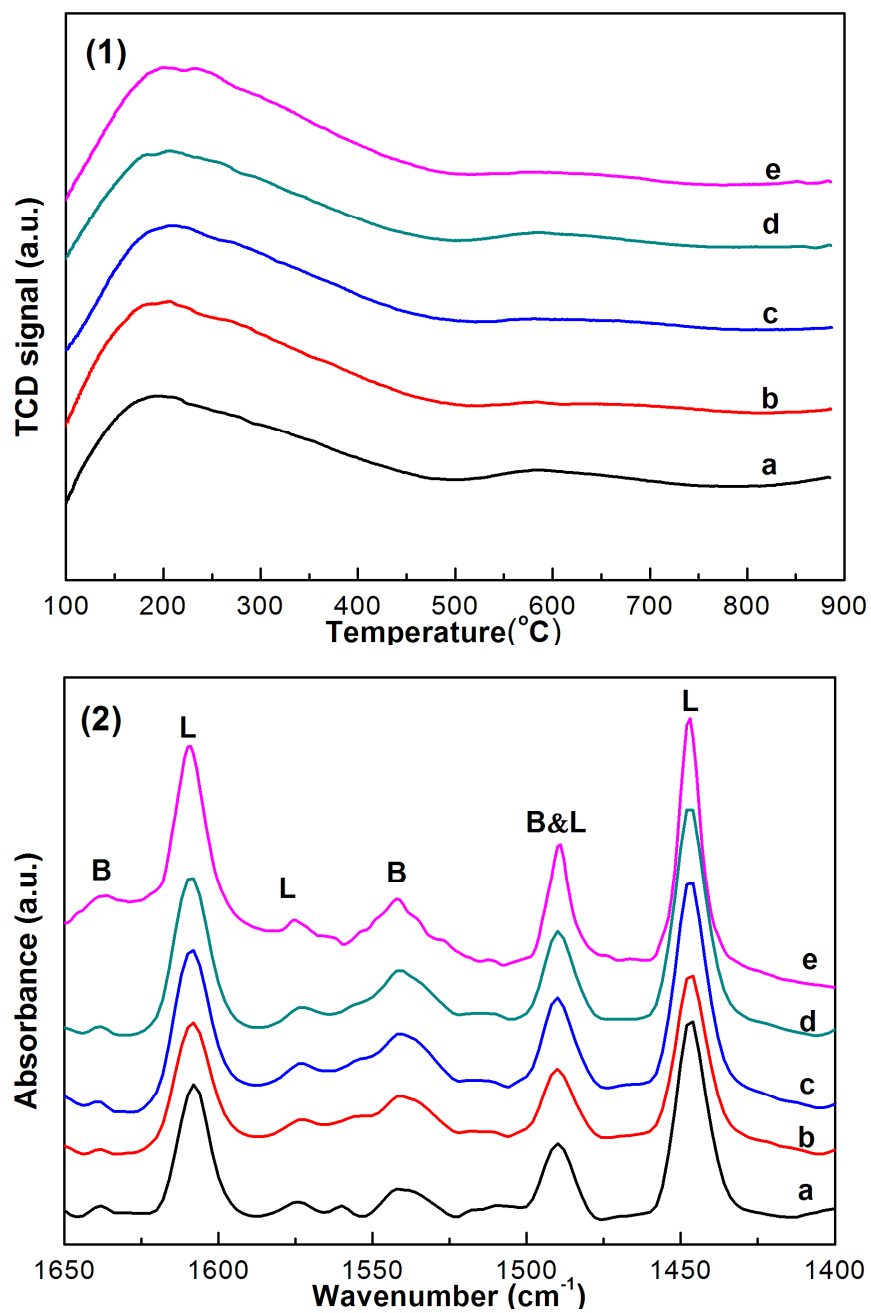 (1)
e
d
c
b
a
TCD signal (a.u.)
100 200 300 400 500 600 700 800 900
Temperature(°C)
(2)
L
L
B&L
B
B
L
e
d
c
b
a
Absorbance (a.u.)
1650 1600 1550 1500 1450 1400
Wavenumber (cm⁻¹)